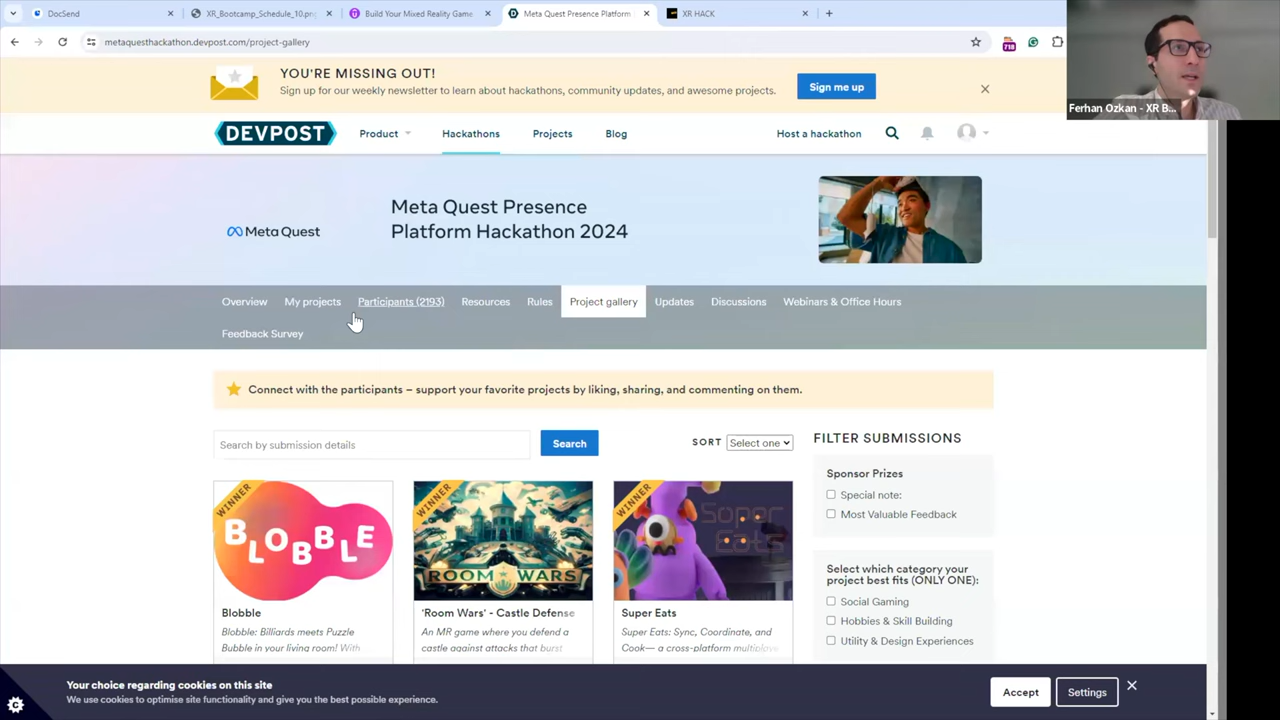 DocSend
XR_Bootcamp_Schedule_10.pn
Build Your Mixed Reality Game
Meta Quest Presence Platform
XR HACK
metaquesthackathon.devpost.com/project-gallery
YOU'RE MISSING OUT!
Sign up for our weekly newsletter to learn about hackathons, community updates, and awesome projects.
Sign me up
Ferhan Ozkan - XR B...
DEVPOST
Product
Hackathons
Projects
Blog
Host a hackathon
Meta Quest
Meta Quest Presence
Platform Hackathon 2024
Overview
My projects
Participants (2193)
Resources
Rules
Project gallery
Updates
Discussions
Webinars & Office Hours
Feedback Survey
Connect with the participants – support your favorite projects by liking, sharing, and commenting on them.
Search by submission details
Search
SORT
Select one
FILTER SUBMISSIONS
Sponsor Prizes
Special note:
Most Valuable Feedback
Select which category your
project best fits (ONLY ONE):
Social Gaming
Hobbies & Skill Building
Utility & Design Experiences
WINNER
BLOBBLE
Blobble
Blobble: Billiards meets Puzzle
Bubble in your living room! With
WINNER
ROOM WARS
'Room Wars' - Castle Defense
An MR game where you defend a
castle against attacks that burst
WINNER
Super Eats
Super Eats
Super Eats: Sync, Coordinate, and
Cook— a cross-platform multiplaye
Your choice regarding cookies on this site
We use cookies to optimise site functionality and give you the best possible experience.
Accept
Settings